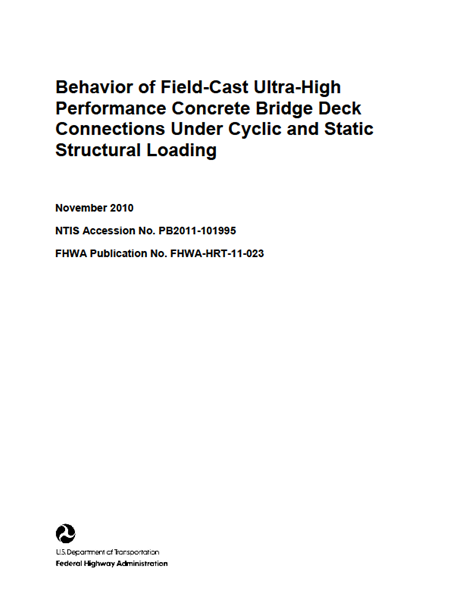 Behavior of Field-Cast Ultra-High
Performance Concrete Bridge Deck
Connections Under Cyclic and Static
Structural Loading
November 2010
NTIS Accession No. PB2011-101995
FHWA Publication No. FHWA-HRT-11-023
U.S. Department of Transportation
Federal Highway Administration